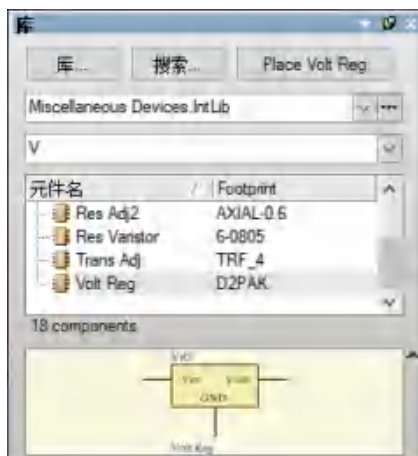 库
库... 搜索... Place Volt Reg
Miscellaneous Devices.IntLib
V
元件名 / Footprint
Res Adj2 AXIAL-0.6
Res Varistor 6-0805
Trans Adj TRF_4
Volt Reg D2PAK
18 components
Vin Vout
GND
Volt Reg